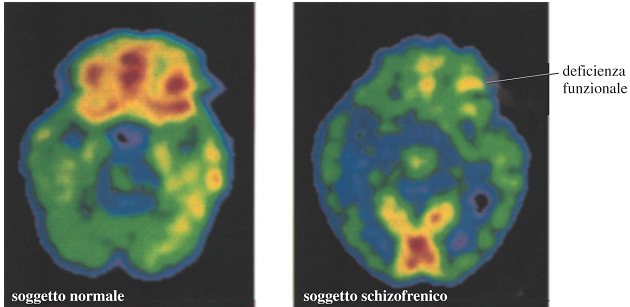 deficienza
funzionale
soggetto normale
soggetto schizofrenico